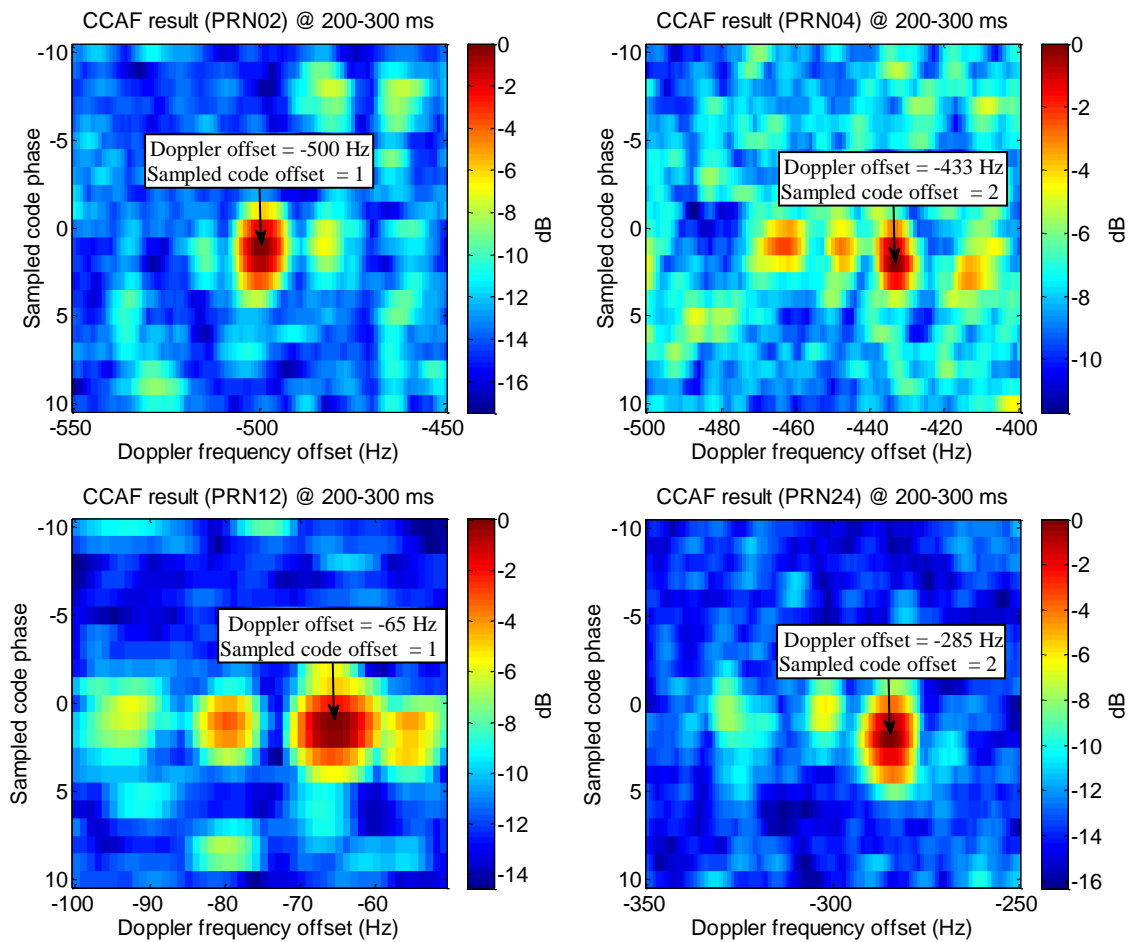 CCAF result (PRN02) @ 200-300 ms
-10
-5
0
5
10
Sampled code phase
Doppler offset = -500 Hz
Sampled code offset = 1
-550
-500
-450
Doppler frequency offset (Hz)
0
-2
-4
-6
-8
-10
-12
-14
-16
dB
CCAF result (PRN04) @ 200-300 ms
-10
-5
0
5
10
Sampled code phase
Doppler offset = -433 Hz
Sampled code offset = 2
-500
-480
-460
-440
-420
-400
Doppler frequency offset (Hz)
0
-2
-4
-6
-8
-10
dB
CCAF result (PRN12) @ 200-300 ms
-10
-5
0
5
10
Sampled code phase
Doppler offset = -65 Hz
Sampled code offset = 1
-100
-90
-80
-70
-60
Doppler frequency offset (Hz)
0
-2
-4
-6
-8
-10
-12
-14
dB
CCAF result (PRN24) @ 200-300 ms
-10
-5
0
5
10
Sampled code phase
Doppler offset = -285 Hz
Sampled code offset = 2
-350
-300
-250
Doppler frequency offset (Hz)
0
-2
-4
-6
-8
-10
-12
-14
-16
dB